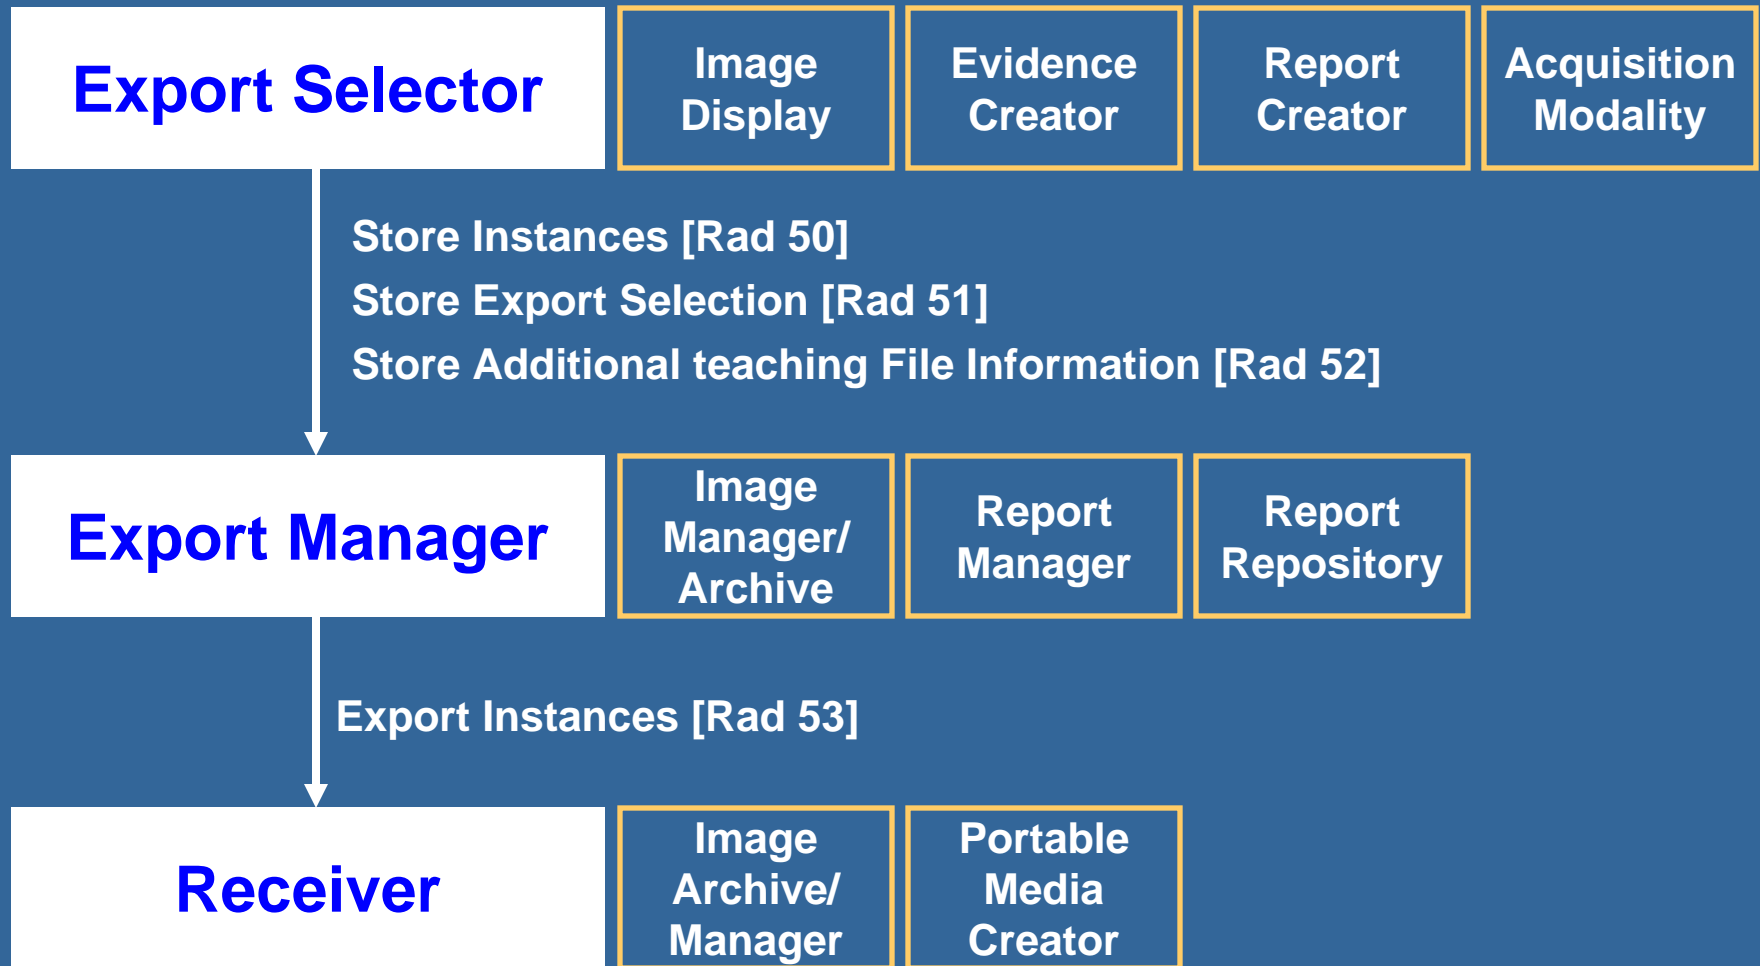 Export Selector
Image
Display
Evidence
Creator
Report
Creator
Acquisition
Modality
Store Instances [Rad 50]
Store Export Selection [Rad 51]
Store Additional teaching File Information [Rad 52]
Export Manager
Image
Manager/
Archive
Report
Manager
Report
Repository
Export Instances [Rad 53]
Receiver
Image
Archive/
Manager
Portable
Media
Creator